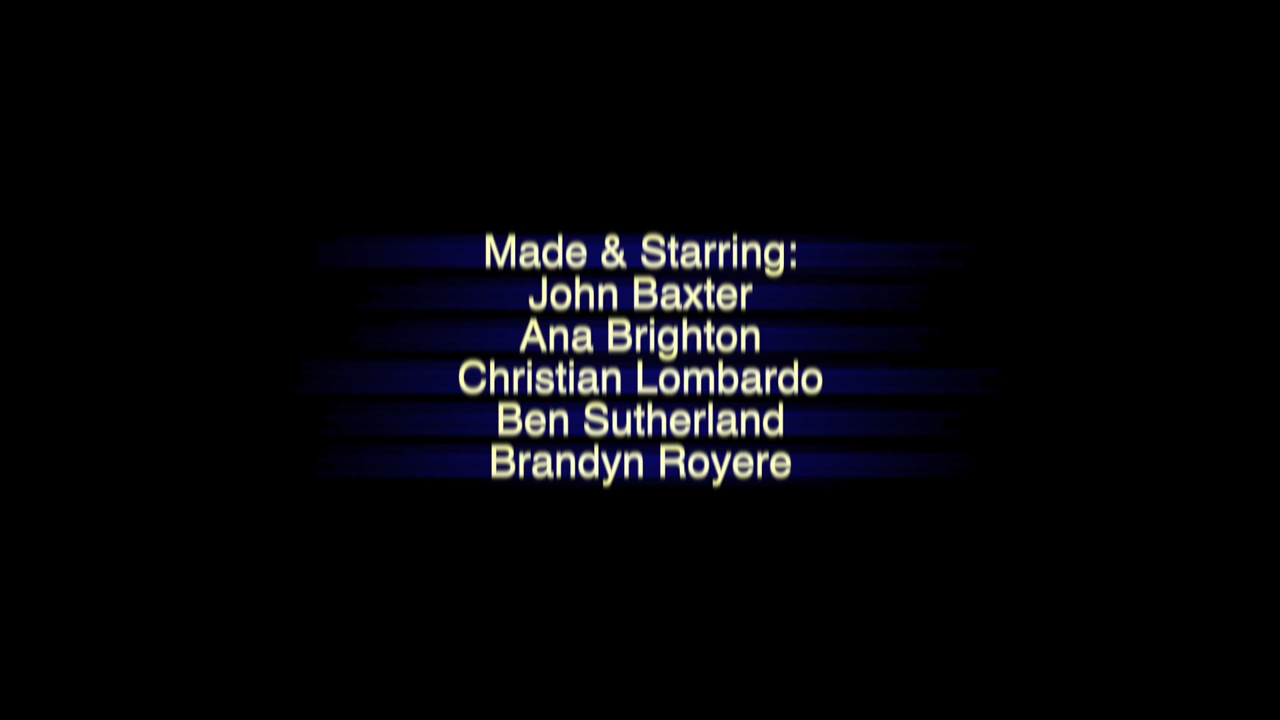 Made & Starring:
John Baxter
Ana Brighton
Christian Lombardo
Ben Sutherland
Brandyn Royere